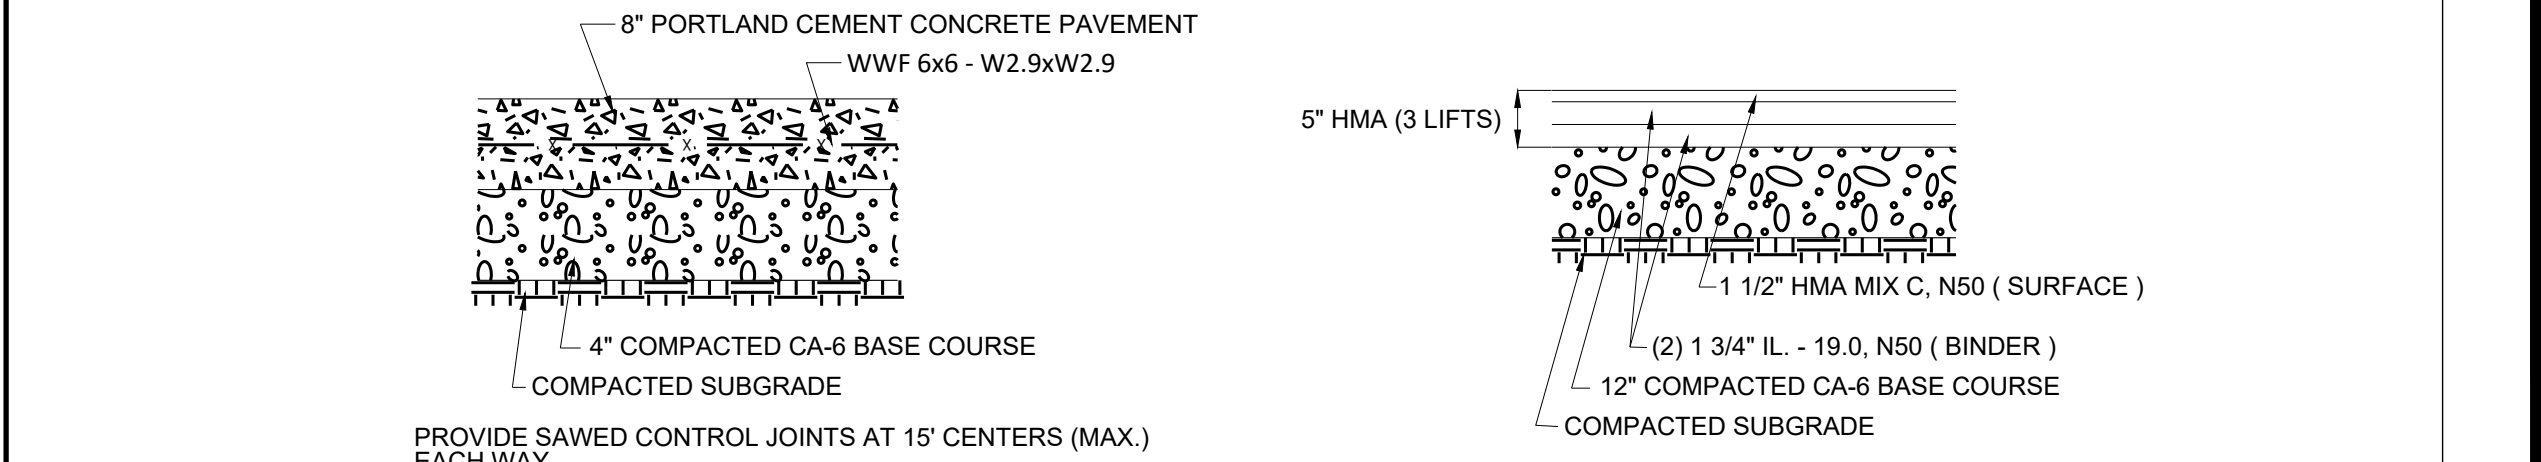 8" PORTLAND CEMENT CONCRETE PAVEMENT
WWF 6x6 - W2.9xW2.9
X X X
4" COMPACTED CA-6 BASE COURSE
COMPACTED SUBGRADE
PROVIDE SAWED CONTROL JOINTS AT 15' CENTERS (MAX.)
EACH WAY
5" HMA (3 LIFTS)
1 1/2" HMA MIX C, N50 ( SURFACE )
(2) 1 3/4" IL. - 19.0, N50 ( BINDER )
12" COMPACTED CA-6 BASE COURSE
COMPACTED SUBGRADE